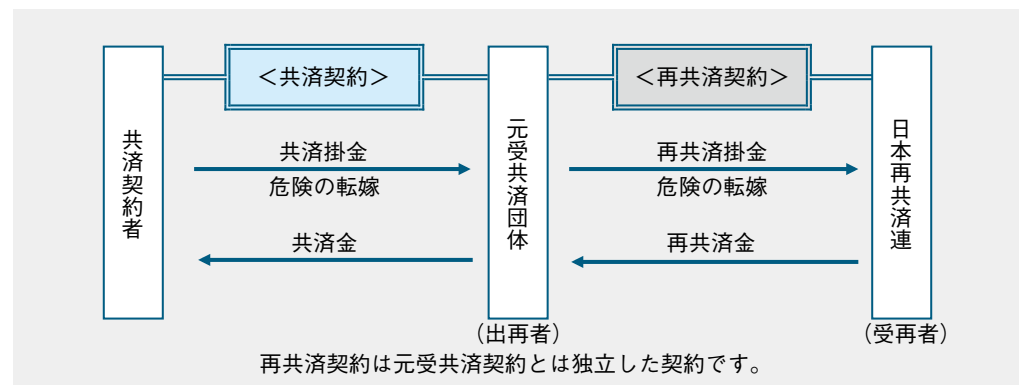 ＜共済契約＞
＜再共済契約＞
共済契約者
共済掛金
危険の転嫁
共済金
元受共済団体
再共済掛金
危険の転嫁
再共済金
日本再共済連
（出再者）
（受再者）
再共済契約は元受共済契約とは独立した契約です。